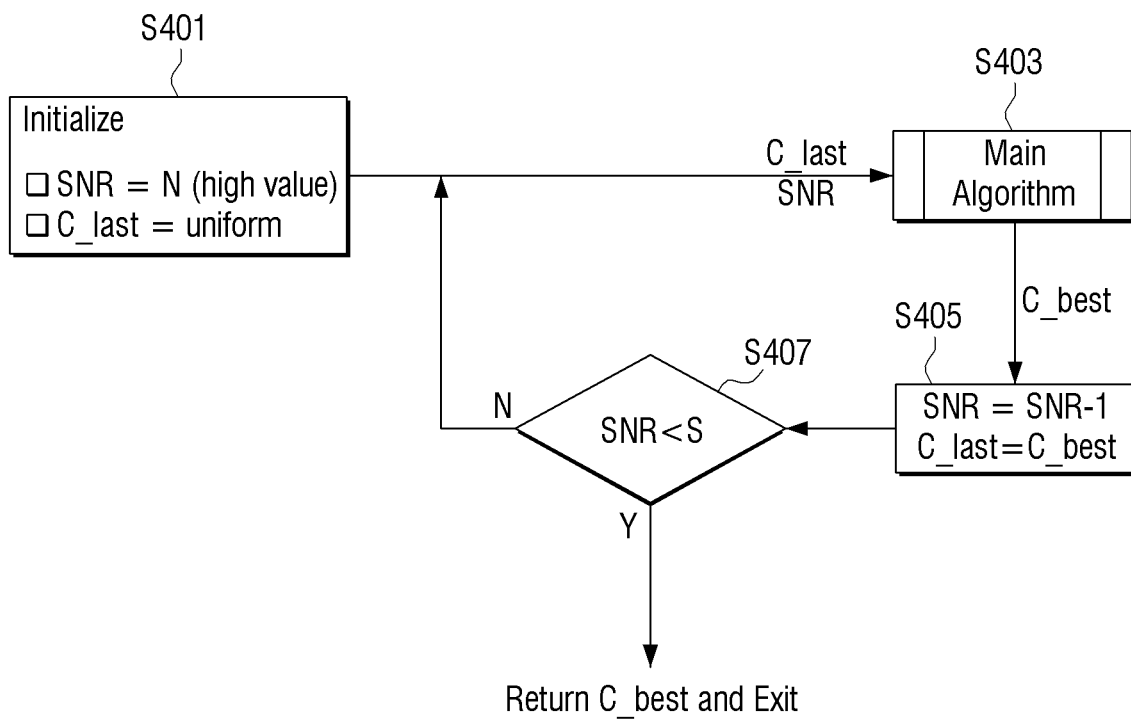 S401
Initialize
SNR = N (high value)
C_last = uniform
C_last
SNR
S403
Main
Algorithm
C_best
S405
SNR = SNR-1
C_last=C_best
S407
SNR<S
N
Y
Return C_best and Exit